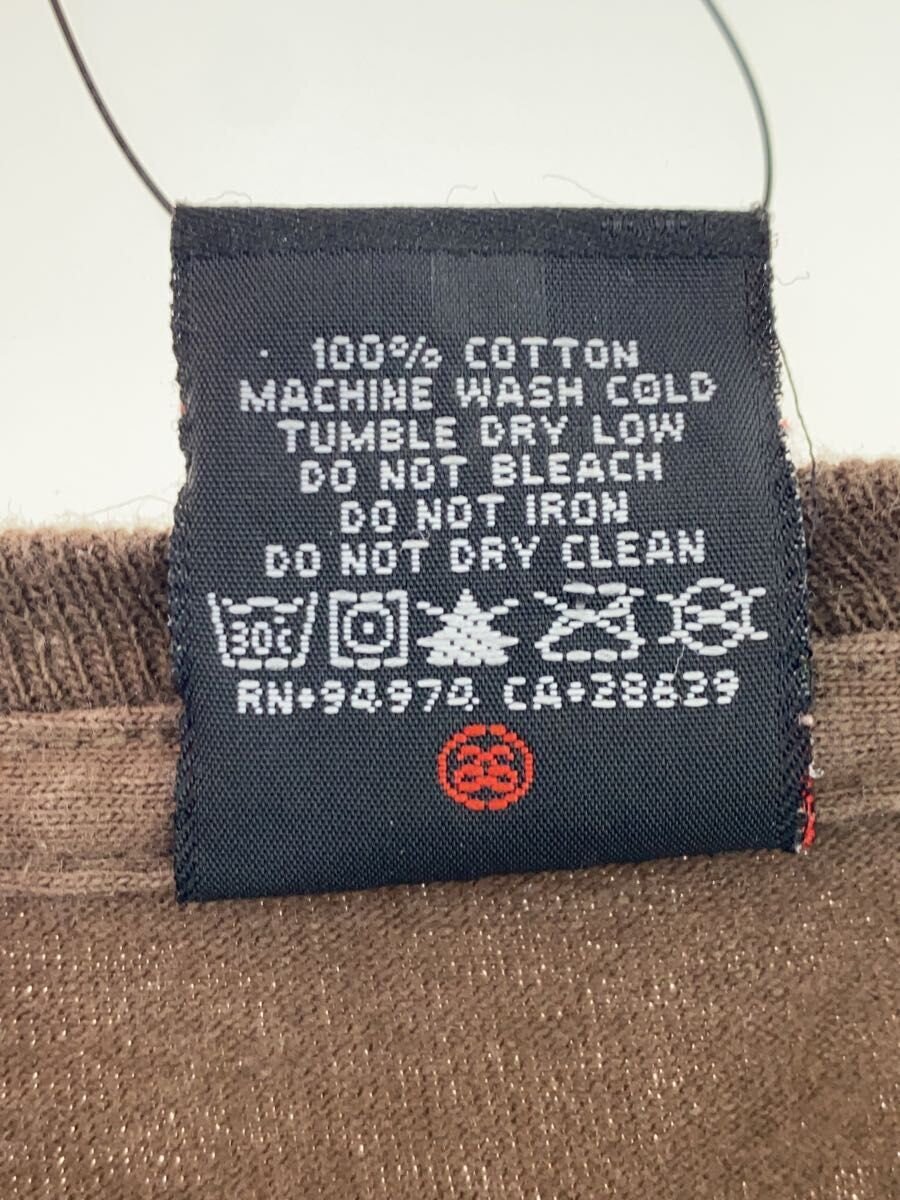 100% COTTON
MACHINE WASH COLD
TUMBLE DRY LOW
DO NOT BLEACH
DO NOT IRON
DO NOT DRY CLEAN
30c
RN•94974 CA•28629